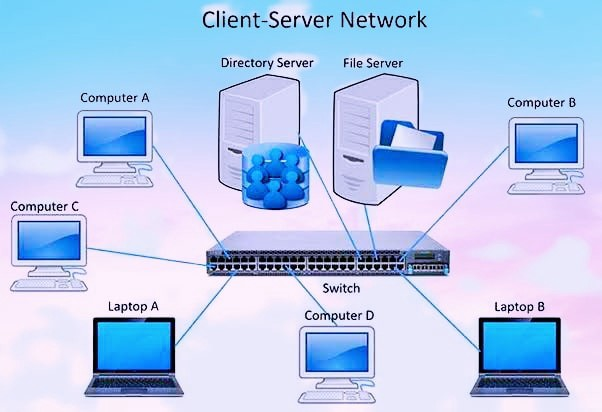 Client-Server Network
Directory Server
File Server
Computer A
Computer B
Computer C
Switch
Laptop A
Computer D
Laptop B